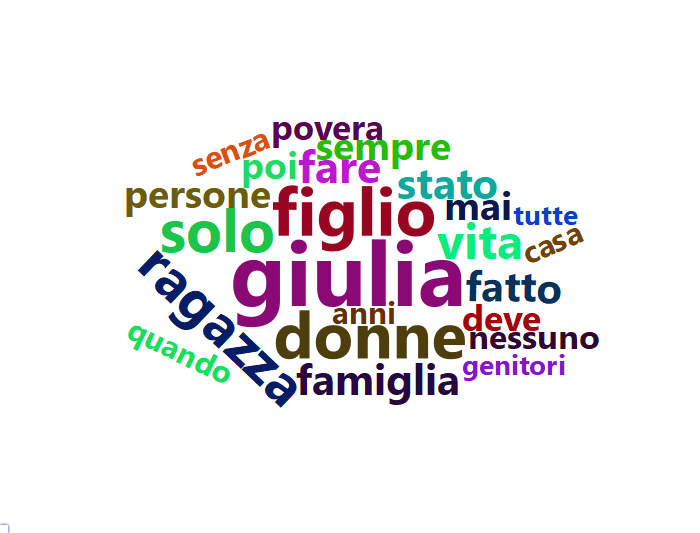 povera
senza
sempre
poi
fare
stato
persone
figlio
mai
tutte
solo
vita
casa
giulia
ragazza
fatto
anni
deve
donne
nessuno
quando
genitori
famiglia